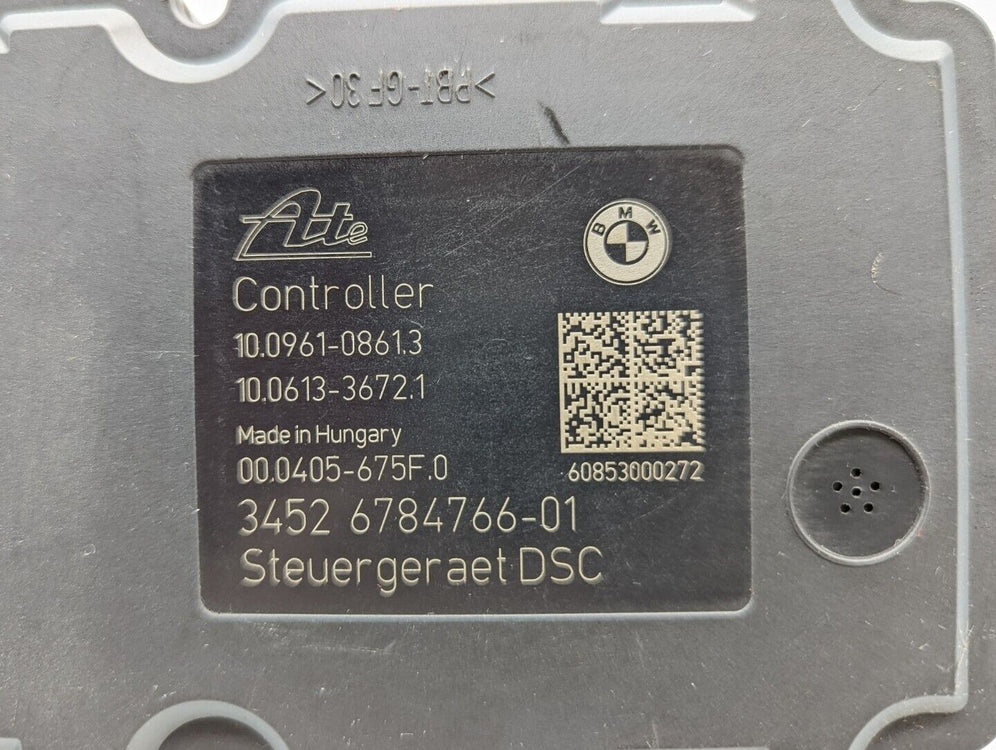 >PBT-GF30<
Ate
BMW
Controller
10.0961-0861.3
10.0613-3672.1
Made in Hungary
00.0405-675F.0
60853000272
3452 6784766-01
Steuergeraet DSC